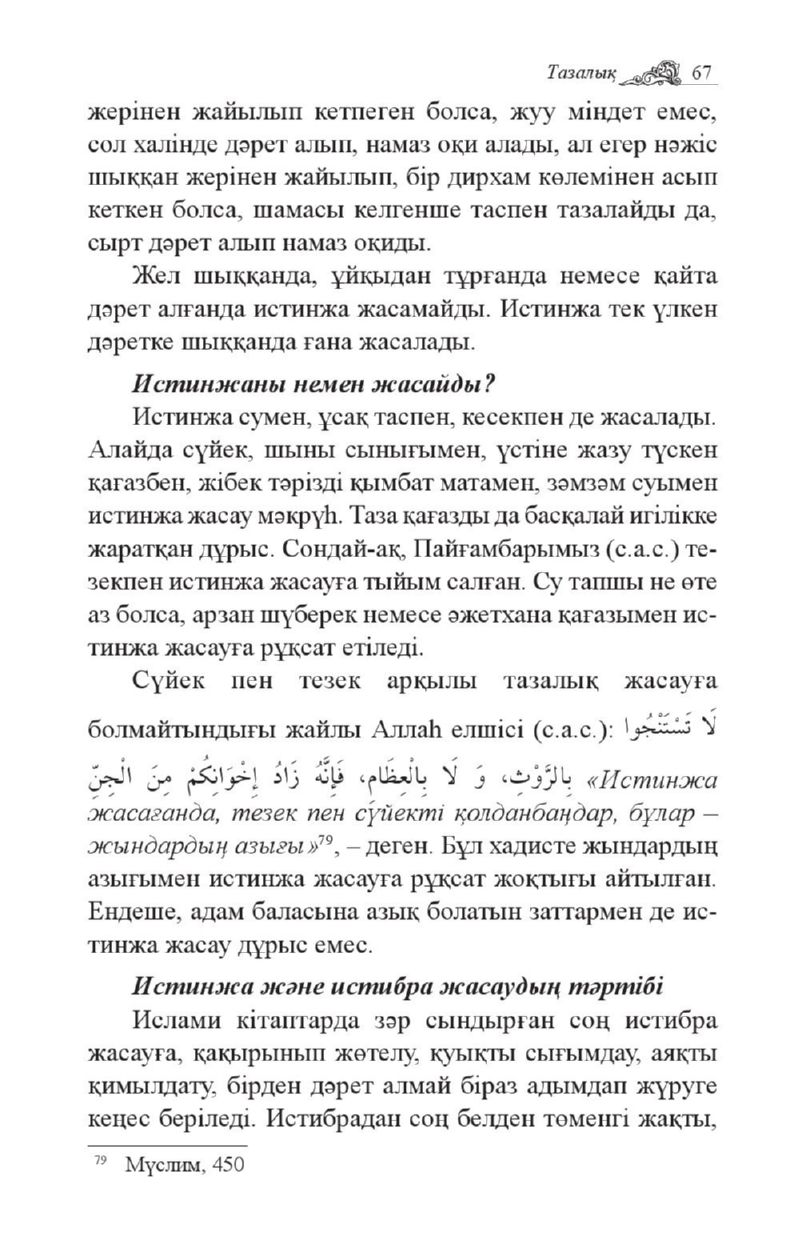 Тазалық 67
жерінен жайылып кетпеген болса, жуу міндет емес,
сол халінде дәрет алып, намаз оқи алады, ал егер нәжіс
шыққан жерінен жайылып, бір дирхам көлемінен асып
кеткен болса, шамасы келгенше таспен тазалайды да,
сырт дәрет алып намаз оқиды.
Жел шыққанда, ұйқыдан тұрғанда немесе қайта
дәрет алғанда истинжа жасамайды. Истинжа тек үлкен
дәретке шыққанда ғана жасалады.
Истинжаны немен жасайды?
Истинжа сумен, ұсақ таспен, кесекпен де жасалады.
Алайда сүйек, шыны сынығымен, үстіне жазу түскен
қағазбен, жібек тәрізді қымбат матамен, зәмзәм суымен
истинжа жасау мәкрүһ. Таза қағазды да басқалай игілікке
жаратқан дұрыс. Сондай-ақ, Пайғамбарымыз (с.а.с.) те-
зекпен истинжа жасауға тыйым салған. Су тапшы не өте
аз болса, арзан шүберек немесе әжетхана қағазымен ис-
тинжа жасауға рұқсат етіледі.
Сүйек пен тезек арқылы тазалық жасауға
болмайтындығы жайлы Аллаһ елшісі (с.а.с.): لَا تَسْتَنْجُوا
بِالرَّوْثِ، وَ لَا بِالْعِظَامِ، فَإِنَّهُ زَادُ إِخْوَانِكُمْ مِنَ الْجِنِّ «Истинжа
жасағанда, тезек пен сүйекті қолданбаңдар, бұлар –
жындардың азығы»⁷⁹, – деген. Бұл хадисте жындардың
азығымен истинжа жасауға рұқсат жоқтығы айтылған.
Ендеше, адам баласына азық болатын заттармен де ис-
тинжа жасау дұрыс емес.
Истинжа және истибра жасаудың тәртібі
Ислами кітаптарда зәр сындырған соң истибра
жасауға, қақырынып жөтелу, қуықты сығымдау, аяқты
қимылдату, бірден дәрет алмай біраз адымдап жүруге
кеңес беріледі. Истибрадан соң белден төменгі жақты,
⁷⁹ Мүслим, 450